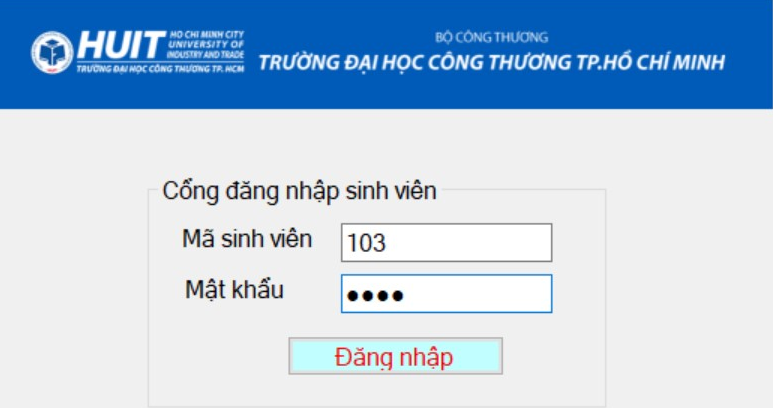 HUIT
HO CHI MINH CITY
UNIVERSITY OF
INDUSTRY AND TRADE
TRƯỜNG ĐẠI HỌC CÔNG THƯƠNG TP. HCM
BỘ CÔNG THƯƠNG
TRƯỜNG ĐẠI HỌC CÔNG THƯƠNG TP.HỒ CHÍ MINH
Cổng đăng nhập sinh viên
Mã sinh viên 103
Mật khẩu ●●●●
Đăng nhập